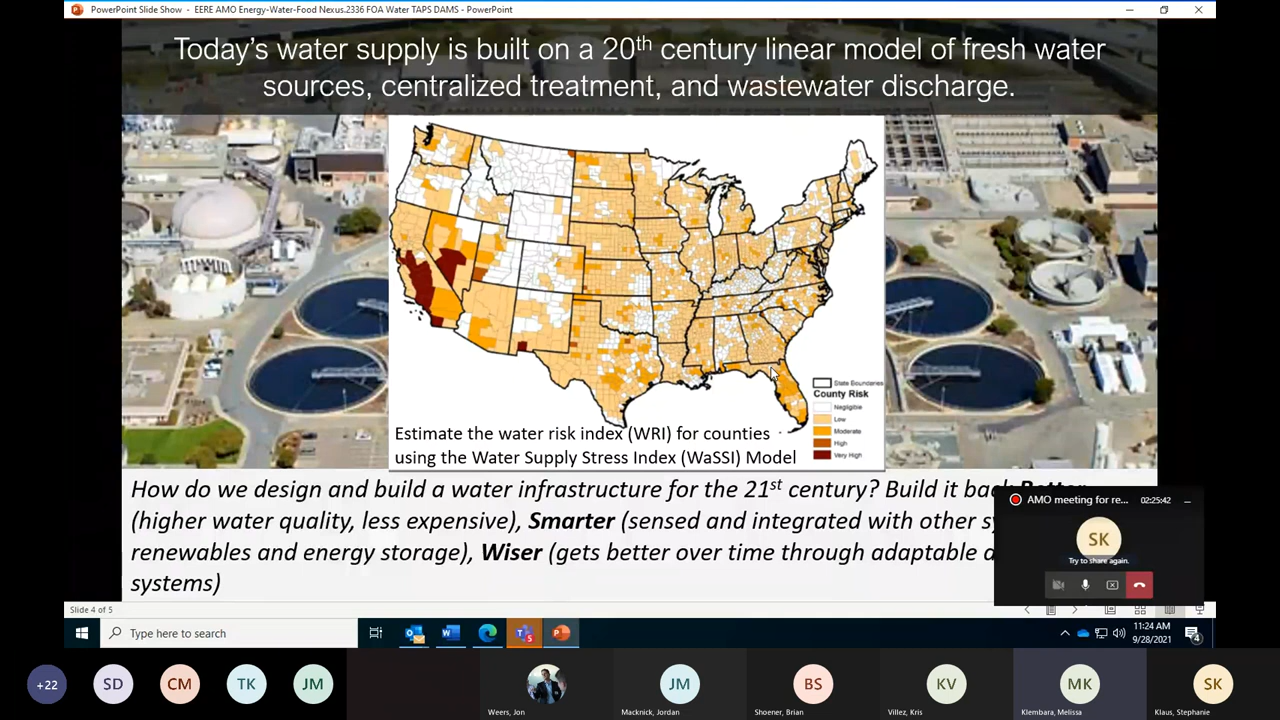 PowerPoint Slide Show - EERE AMO Energy-Water-Food Nexus.2336 FOA Water TAPS DAMS - PowerPoint
Today's water supply is built on a 20th century linear model of fresh water
sources, centralized treatment, and wastewater discharge.
State Boundaries
County Risk
Negligible
Low
Moderate
High
Very High
Estimate the water risk index (WRI) for counties
using the Water Supply Stress Index (WaSSI) Model
How do we design and build a water infrastructure for the 21st century? Build it back Better
(higher water quality, less expensive), Smarter (sensed and integrated with other sy
renewables and energy storage), Wiser (gets better over time through adaptable a
systems)
AMO meeting for re...
02:25:42
SK
Try to share again.
Slide 4 of 5
Type here to search
11:24 AM
9/28/2021
4
+22
SD
CM
TK
JM
JM
BS
KV
MK
SK
Weers, Jon
Macknick, Jordan
Shoener, Brian
Villez, Kris
Klembara, Melissa
Klaus, Stephanie